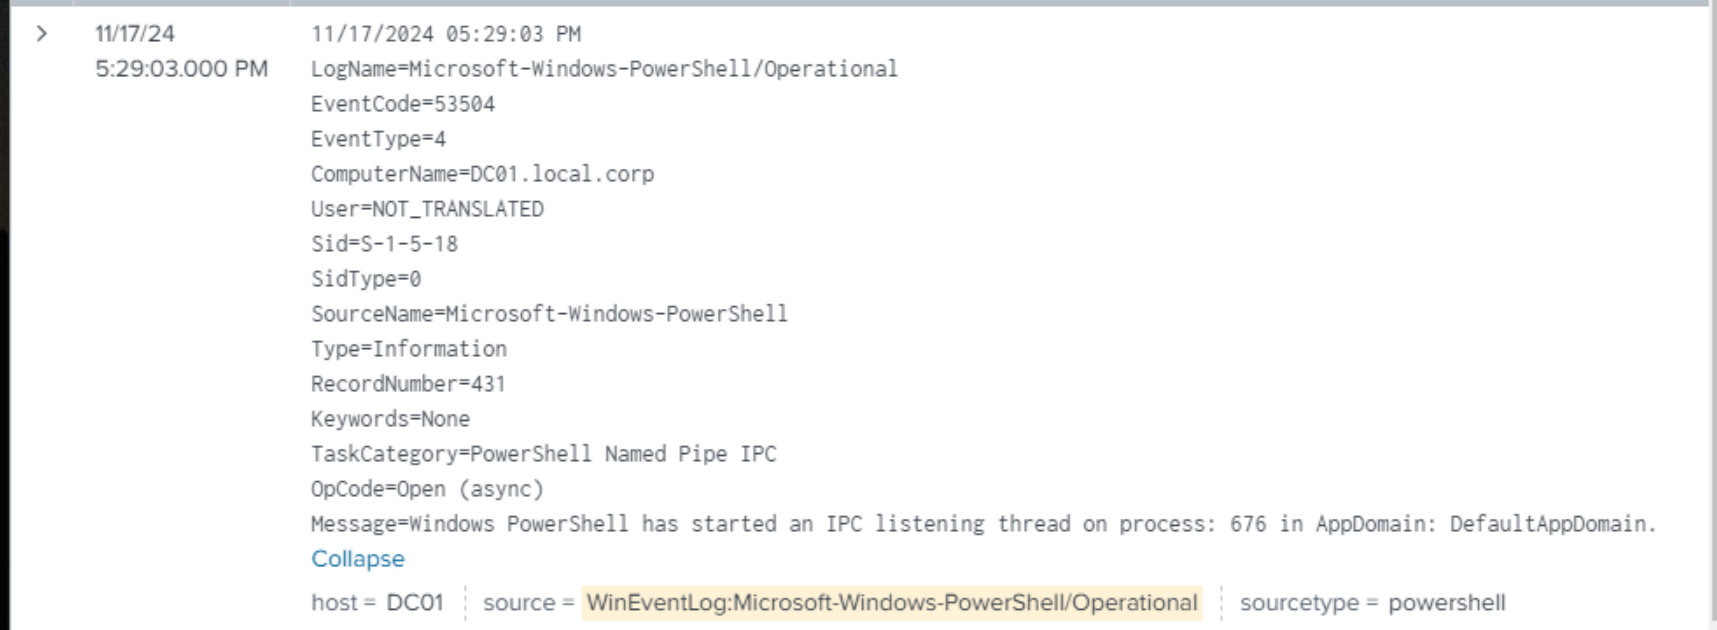 11/17/24
5:29:03.000 PM
11/17/2024 05:29:03 PM
LogName=Microsoft-Windows-PowerShell/Operational
EventCode=53504
EventType=4
ComputerName=DC01.local.corp
User=NOT_TRANSLATED
Sid=S-1-5-18
SidType=0
SourceName=Microsoft-Windows-PowerShell
Type=Information
RecordNumber=431
Keywords=None
TaskCategory=PowerShell Named Pipe IPC
OpCode=Open (async)
Message=Windows PowerShell has started an IPC listening thread on process: 676 in AppDomain: DefaultAppDomain.
Collapse
host = DC01 source = WinEventLog:Microsoft-Windows-PowerShell/Operational sourcetype = powershell